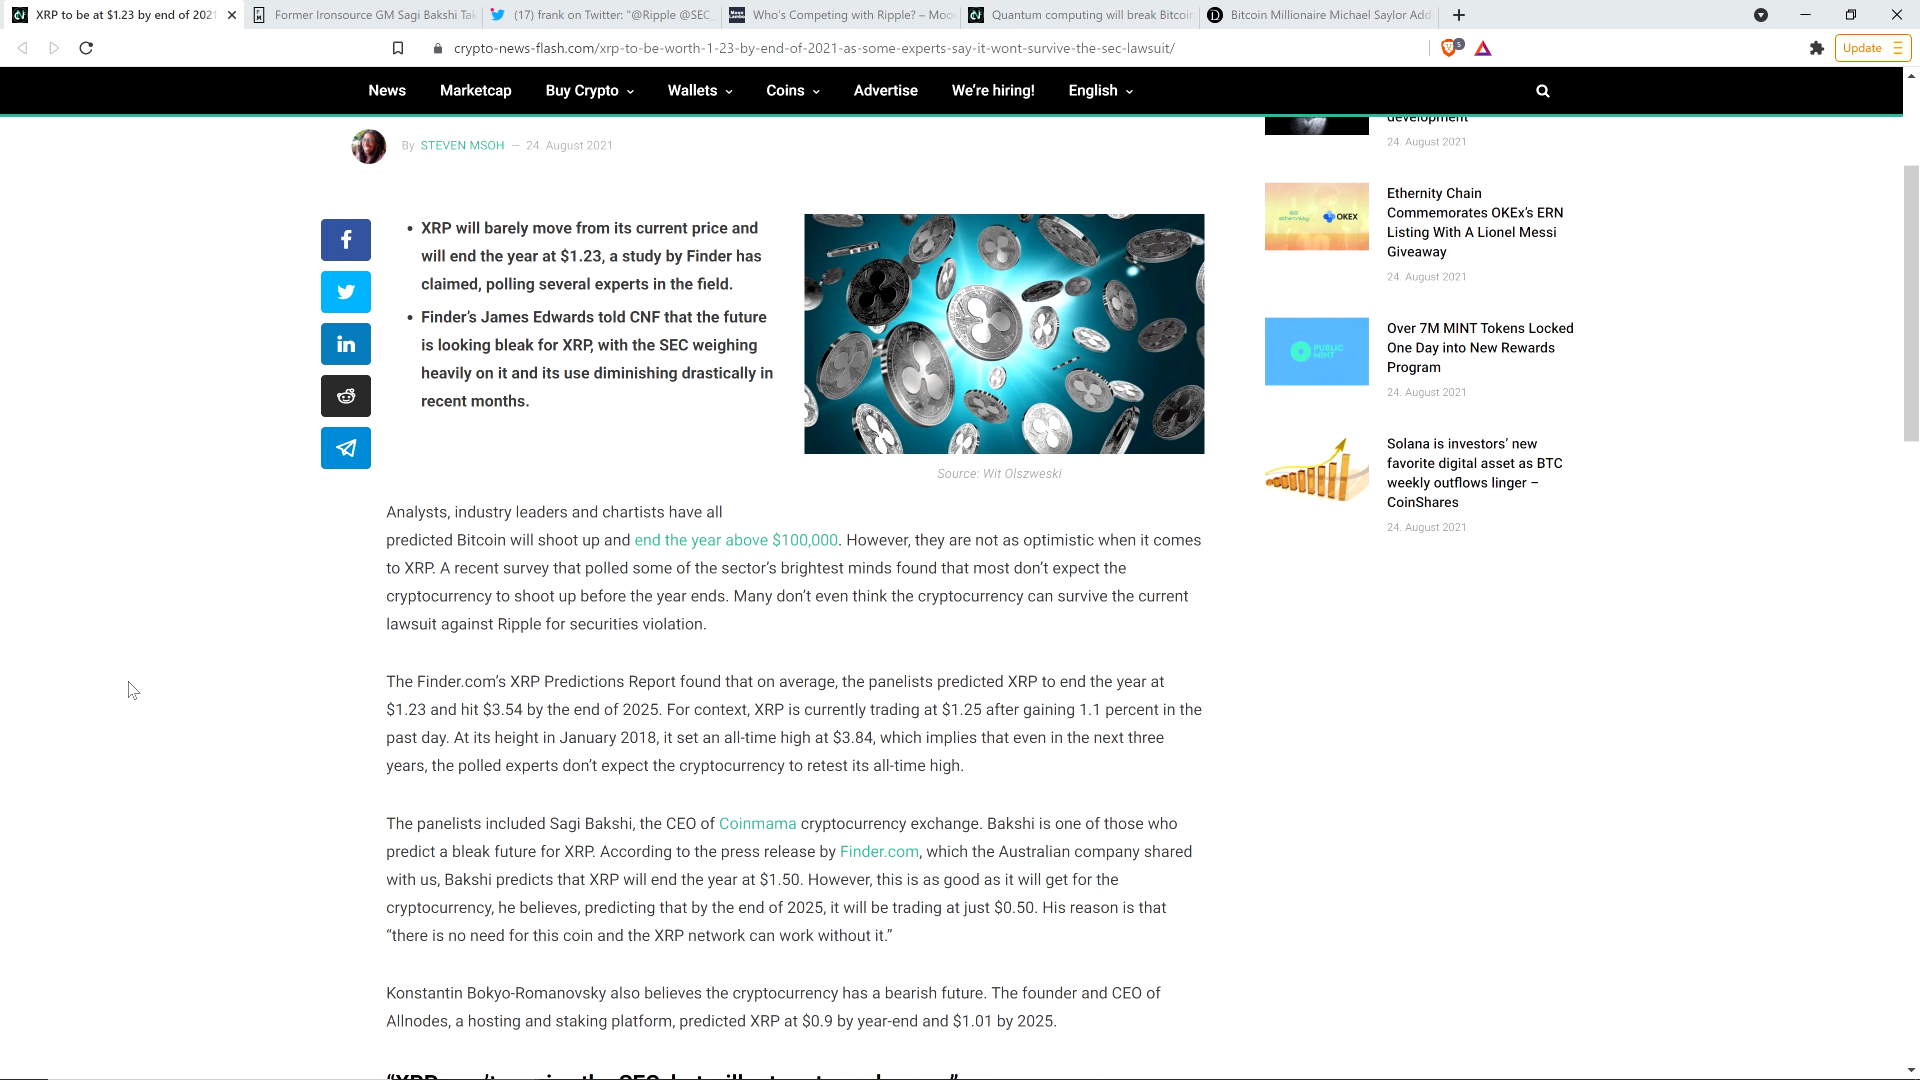 XRP to be at $1.23 by end of 2021
Former Ironsource GM Sagi Bakshi Tak
(17) frank on Twitter: "@Ripple @SEC_
Who's Competing with Ripple? – Moo
Quantum computing will break Bitcoin
Bitcoin Millionaire Michael Saylor Add
crypto-news-flash.com/xrp-to-be-worth-1-23-by-end-of-2021-as-some-experts-say-it-wont-survive-the-sec-lawsuit/
5
Update
News
Marketcap
Buy Crypto
Wallets
Coins
Advertise
We're hiring!
English
By STEVEN MSOH — 24. August 2021
• XRP will barely move from its current price and
will end the year at $1.23, a study by Finder has
claimed, polling several experts in the field.
• Finder's James Edwards told CNF that the future
is looking bleak for XRP, with the SEC weighing
heavily on it and its use diminishing drastically in
recent months.
Source: Wit Olszweski
Analysts, industry leaders and chartists have all
predicted Bitcoin will shoot up and end the year above $100,000. However, they are not as optimistic when it comes
to XRP. A recent survey that polled some of the sector's brightest minds found that most don't expect the
cryptocurrency to shoot up before the year ends. Many don't even think the cryptocurrency can survive the current
lawsuit against Ripple for securities violation.
The Finder.com's XRP Predictions Report found that on average, the panelists predicted XRP to end the year at
$1.23 and hit $3.54 by the end of 2025. For context, XRP is currently trading at $1.25 after gaining 1.1 percent in the
past day. At its height in January 2018, it set an all-time high at $3.84, which implies that even in the next three
years, the polled experts don't expect the cryptocurrency to retest its all-time high.
The panelists included Sagi Bakshi, the CEO of Coinmama cryptocurrency exchange. Bakshi is one of those who
predict a bleak future for XRP. According to the press release by Finder.com, which the Australian company shared
with us, Bakshi predicts that XRP will end the year at $1.50. However, this is as good as it will get for the
cryptocurrency, he believes, predicting that by the end of 2025, it will be trading at just $0.50. His reason is that
“there is no need for this coin and the XRP network can work without it.”
Konstantin Bokyo-Romanovsky also believes the cryptocurrency has a bearish future. The founder and CEO of
Allnodes, a hosting and staking platform, predicted XRP at $0.9 by year-end and $1.01 by 2025.
development
24. August 2021
OKEX
Ethernity Chain
Commemorates OKEx's ERN
Listing With A Lionel Messi
Giveaway
24. August 2021
PUBLIC
MINT
Over 7M MINT Tokens Locked
One Day into New Rewards
Program
24. August 2021
Solana is investors' new
favorite digital asset as BTC
weekly outflows linger –
CoinShares
24. August 2021